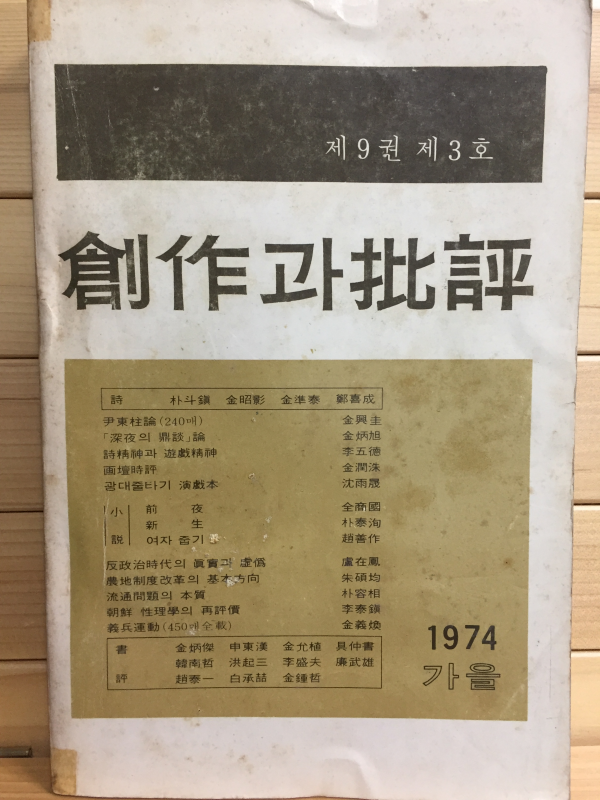 제9권 제3호
創作과批評
詩 朴斗鎭 金昭影 金準泰 鄭喜成
尹東柱論(240매) 金興圭
「深夜의 鼎談」論 金炳旭
詩精神과 遊戱精神 李五德
画壇時評 金潤洙
광대줄타기 演戱本 沈雨晟
小說
前夜 全商國
新生 朴泰洵
여자 줍기 趙善作
反政治時代의 眞實과 虛僞 盧在鳳
農地制度改革의 基本方向 朱碩均
流通問題의 本質 朴容相
朝鮮 性理學의 再評價 李泰鎭
義兵運動(450매全載) 金義煥
書評
金炳傑 申東漢 金允植 具仲書
韓南哲 洪起三 李盛夫 廉武雄
趙泰一 白承喆 金鍾哲
1974
가을